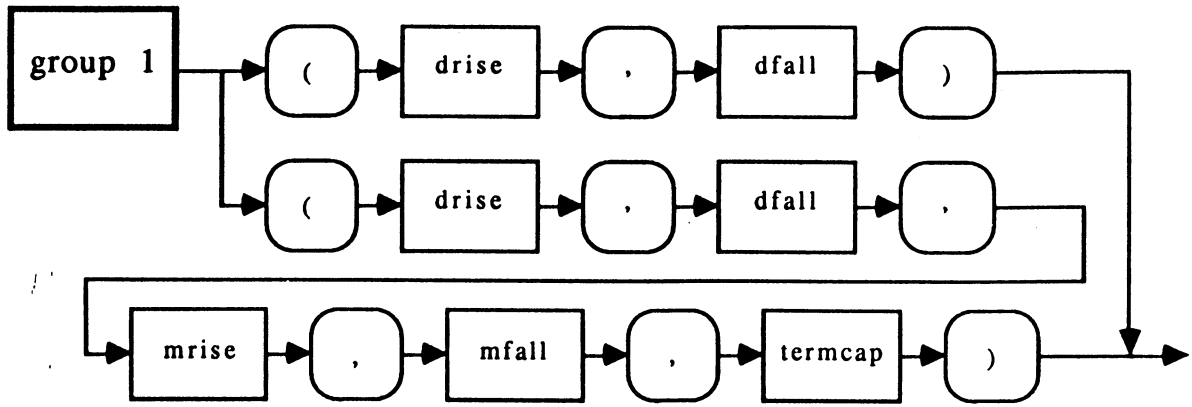 group 1 ( drise , dfall )
( drise , dfall ,
mrise , mfall , termcap )